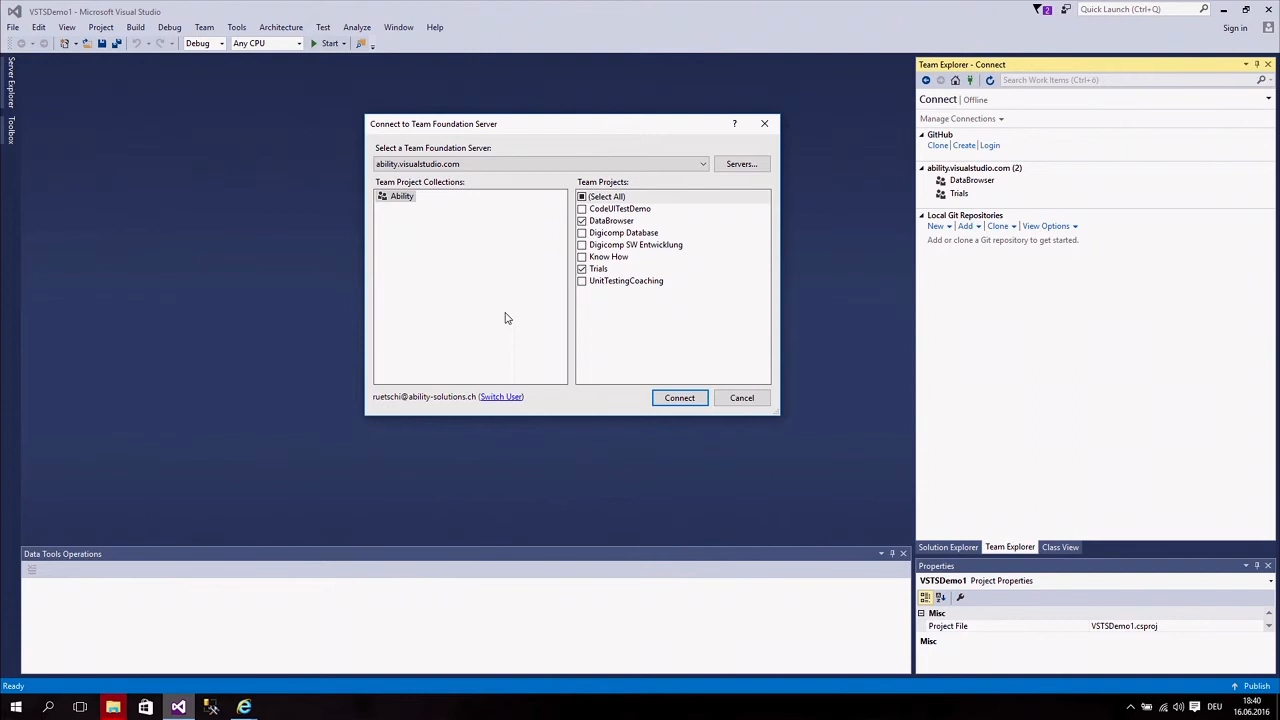 VSTSDemo1 - Microsoft Visual Studio
2
Quick Launch (Ctrl+Q)
File Edit View Project Build Debug Team Tools Architecture Test Analyze Window Help
Sign in
Debug Any CPU Start
Server Explorer
Toolbox
Connect to Team Foundation Server
?
Select a Team Foundation Server:
ability.visualstudio.com
Servers...
Team Project Collections:
Ability
Team Projects:
(Select All)
CodeUITestDemo
DataBrowser
Digicomp Database
Digicomp SW Entwicklung
Know How
Trials
UnitTestingCoaching
ruetschi@ability-solutions.ch (Switch User)
Connect
Cancel
Team Explorer - Connect
Search Work Items (Ctrl+ö)
Connect | Offline
Manage Connections
GitHub
Clone | Create | Login
ability.visualstudio.com (2)
DataBrowser
Trials
Local Git Repositories
New | Add | Clone | View Options
Add or clone a Git repository to get started.
Solution Explorer Team Explorer Class View
Data Tools Operations
Properties
VSTSDemo1 Project Properties
Misc
Project File VSTSDemo1.csproj
Misc
Ready
Publish
DEU
18:40
16.06.2016